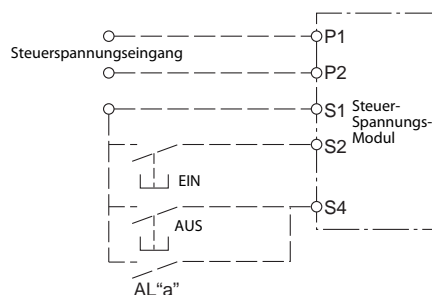 P1
Steuerspannungseingang
P2
S1
Steuer-
Spannungs-
Modul
S2
EIN
S4
AUS
AL“a”